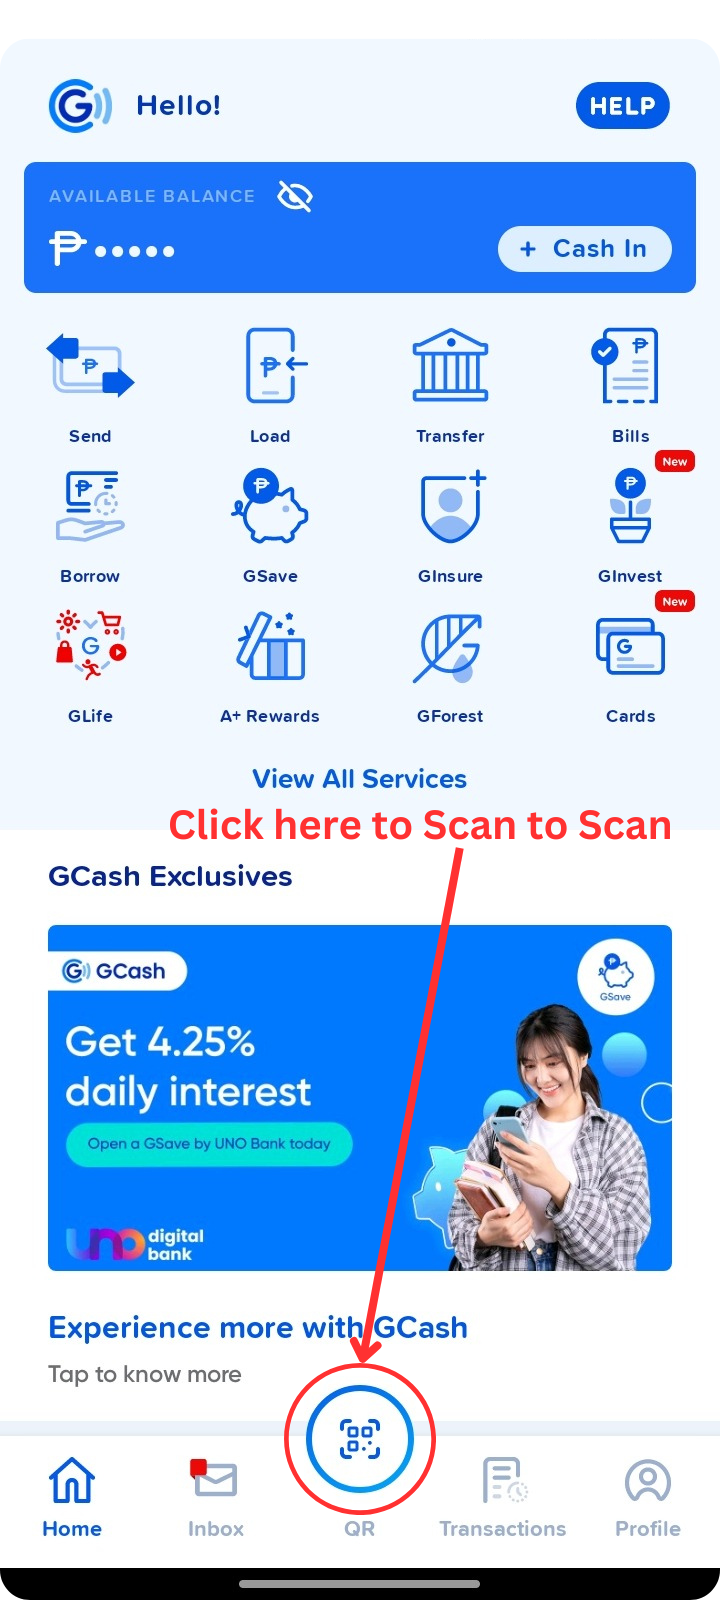 Hello!
HELP
AVAILABLE BALANCE
₱•••••
+ Cash In
Send
Load
Transfer
Bills
New
Borrow
GSave
GInsure
GInvest
New
GLife
A+ Rewards
GForest
Cards
View All Services
Click here to Scan to Scan
GCash Exclusives
GCash
GSave
Get 4.25%
daily interest
Open a GSave by UNO Bank today
uno digital
bank
Experience more with GCash
Tap to know more
Home
Inbox
QR
Transactions
Profile